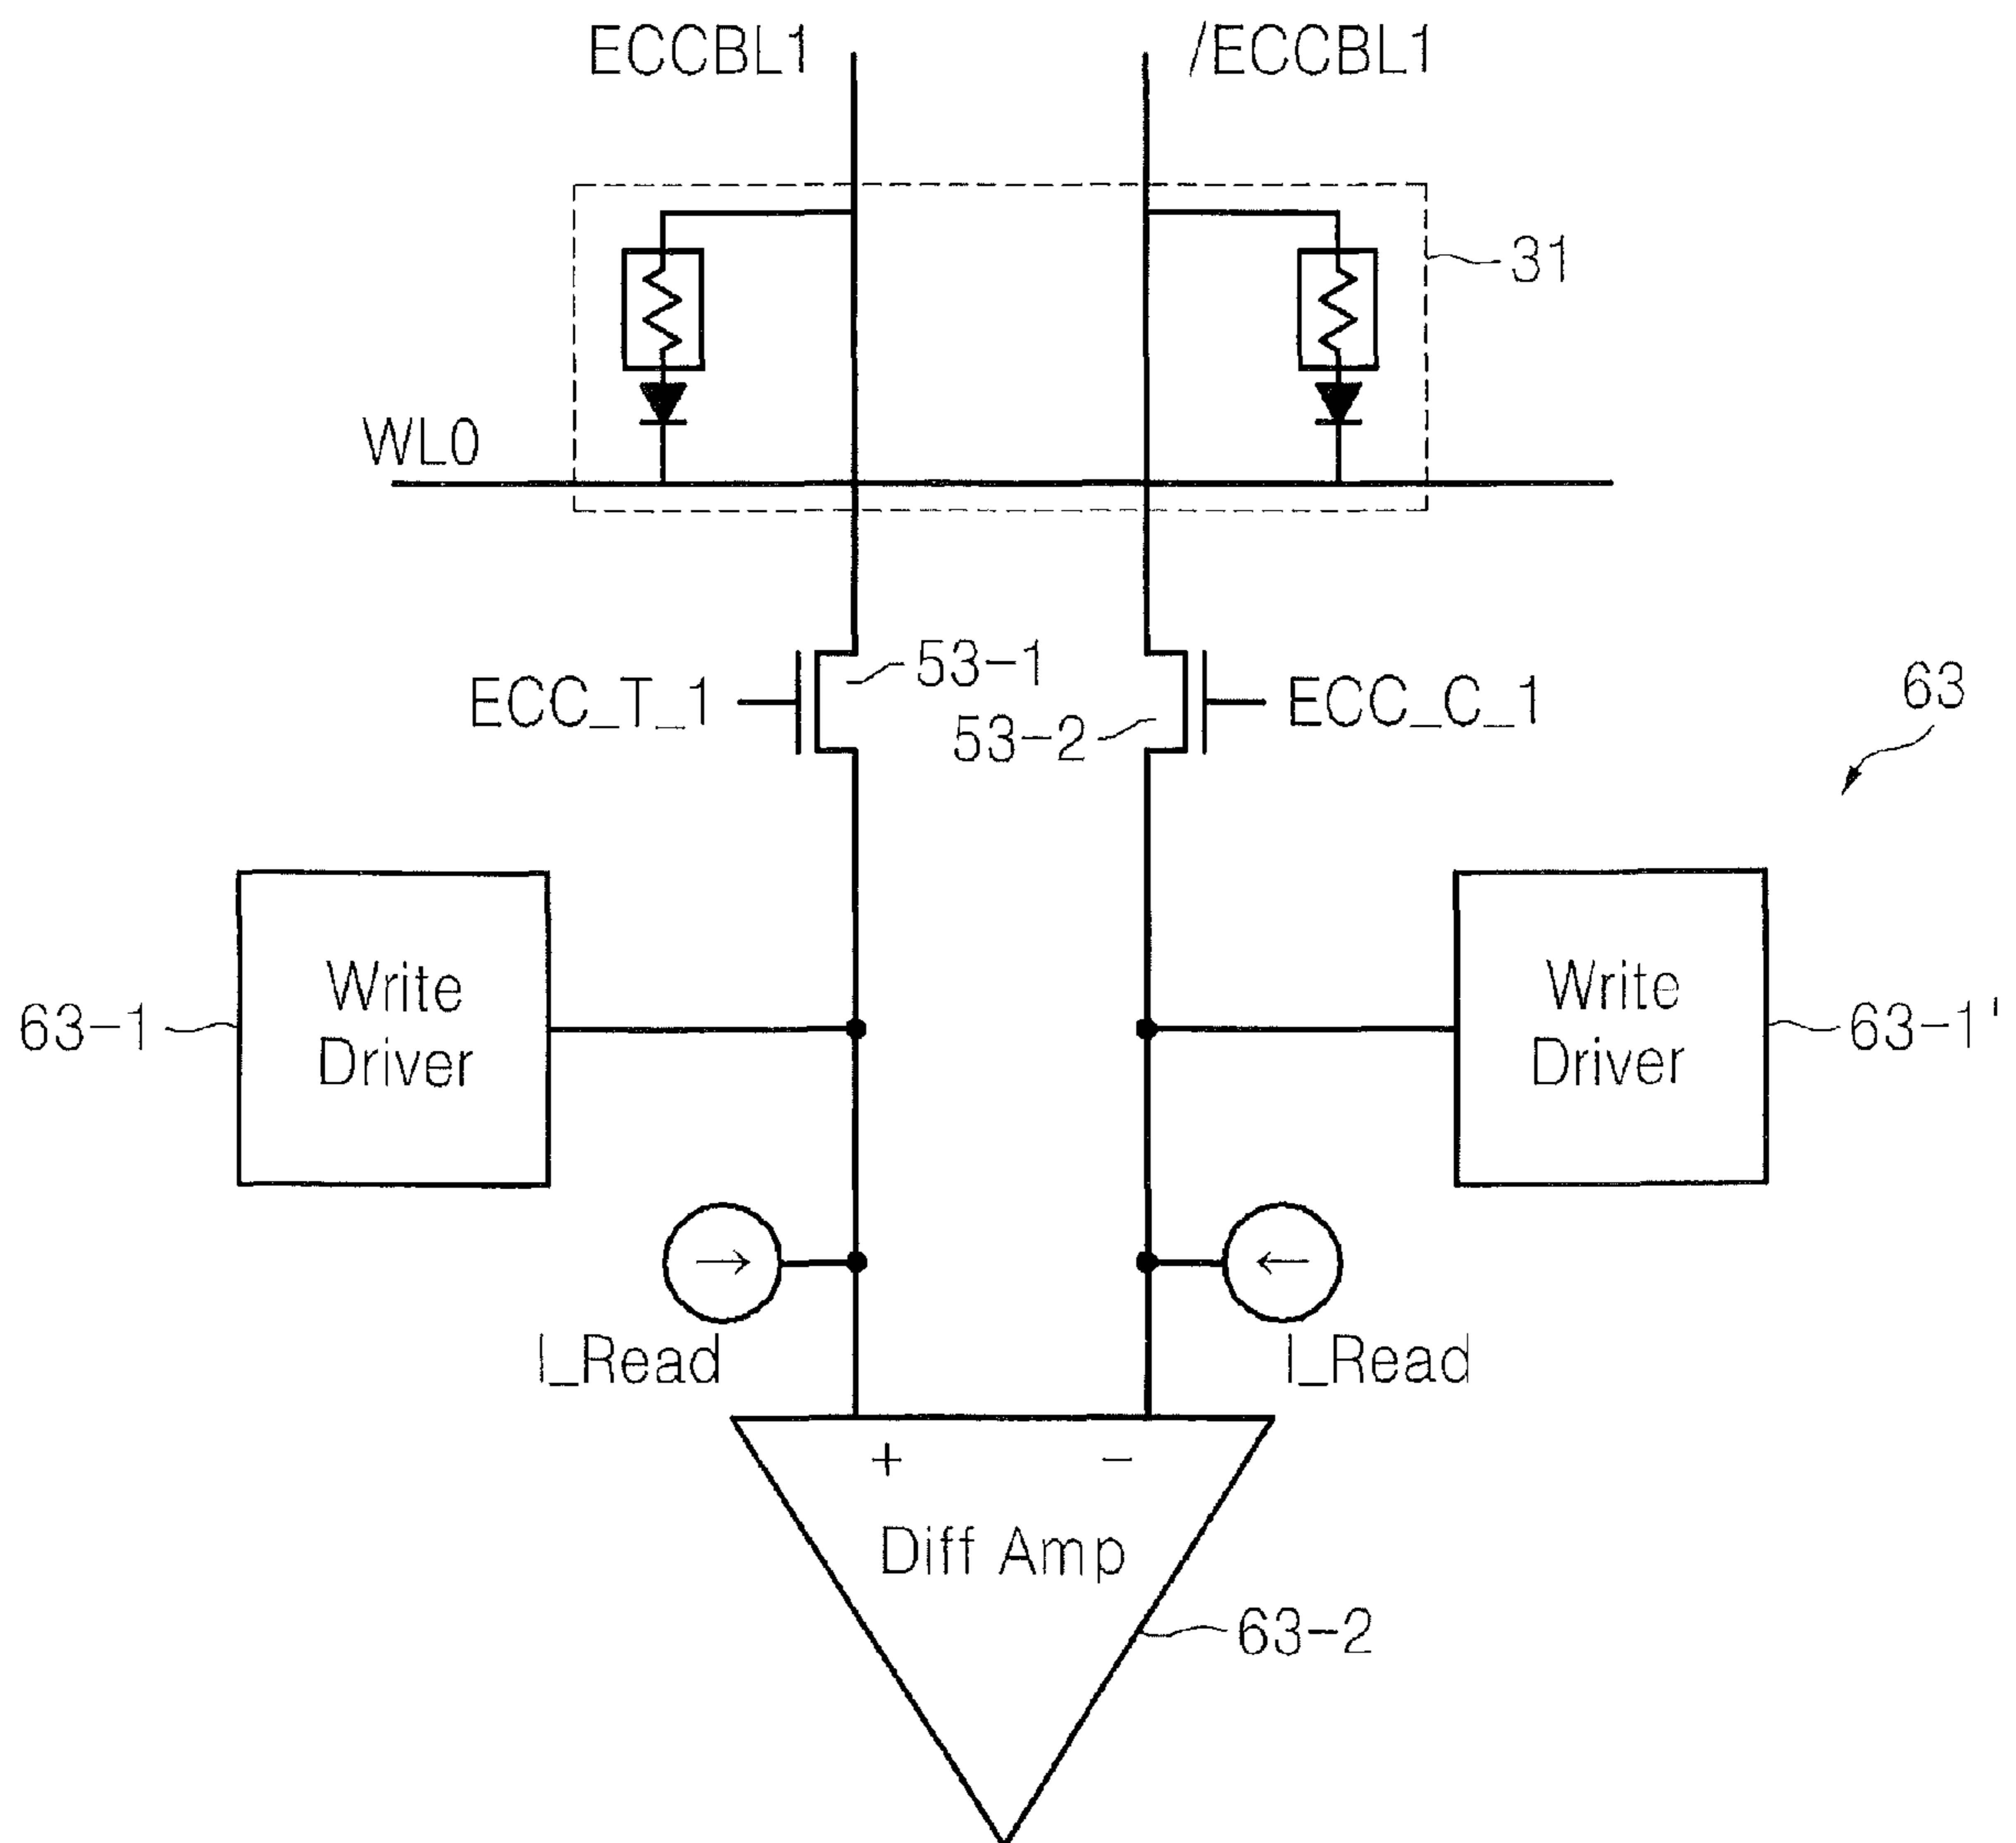 ECCBL1
/ECCBL1
31
WL0
53-1
ECC_T_1
53-2
ECC_C_1
63
Write
Driver
63-1
Write
Driver
63-1'
I_Read
I_Read
+
−
Diff Amp
63-2